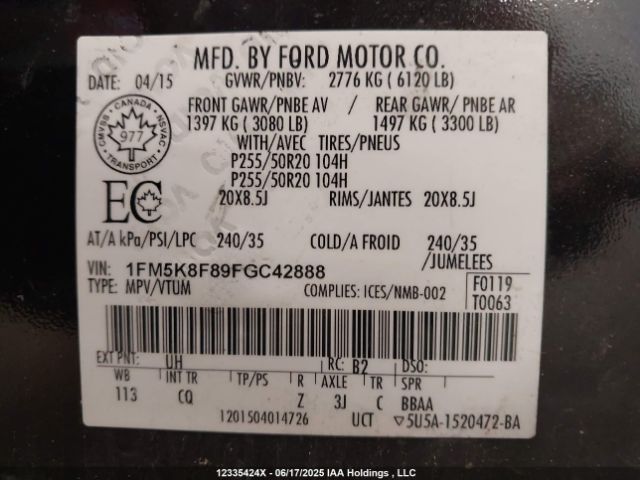 MFD. BY FORD MOTOR CO.
DATE: 04/15 GVWR/PNBV: 2776 KG ( 6120 LB)
FRONT GAWR/PNBE AV / REAR GAWR/ PNBE AR
1397 KG ( 3080 LB) 1497 KG ( 3300 LB)
WITH/AVEC TIRES/PNEUS
P255/50R20 104H
P255/50R20 104H
20X8.5J RIMS/JANTES 20X8.5J
CANADA
CMVSS NSVAC
977
TRANSPORT
EC
AT/A kPa/PSI/LPC 240/35 COLD/A FROID 240/35
/JUMELEES
VIN: 1FM5K8F89FGC42888
TYPE: MPV/VTUM COMPLIES: ICES/NMB-002
F0119
T0063
EXT PNT: UH RC: B2 DSO:
WB INT TR TP/PS R AXLE TR SPR
113 CQ Z 3J C BBAA
1201504014726 UCT ▽5U5A-1520472-BA
12335424X - 06/17/2025 IAA Holdings , LLC